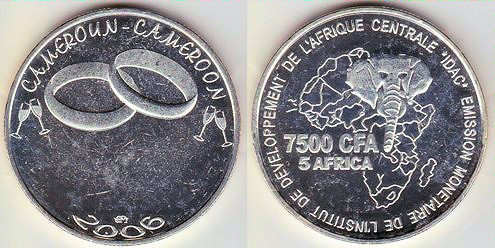 CAMEROUN-CAMEROON
2006
EMISSION MONETAIRE DE L'INSTITUT DE DEVELOPPEMENT DE L'AFRIQUE CENTRALE "IDAC"
7500 CFA
5 AFRICA